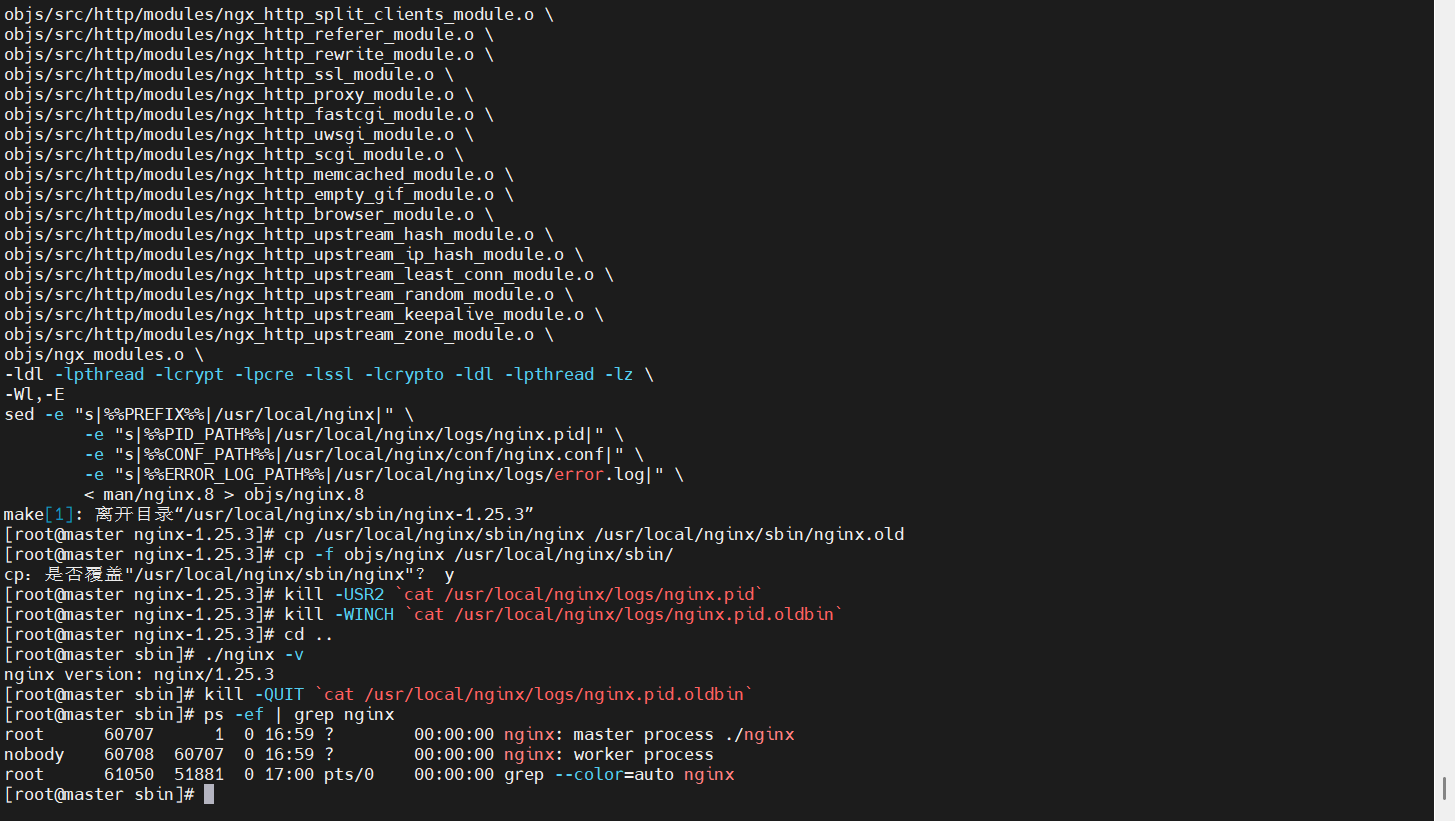 objs/src/http/modules/ngx_http_split_clients_module.o \
objs/src/http/modules/ngx_http_referer_module.o \
objs/src/http/modules/ngx_http_rewrite_module.o \
objs/src/http/modules/ngx_http_ssl_module.o \
objs/src/http/modules/ngx_http_proxy_module.o \
objs/src/http/modules/ngx_http_fastcgi_module.o \
objs/src/http/modules/ngx_http_uwsgi_module.o \
objs/src/http/modules/ngx_http_scgi_module.o \
objs/src/http/modules/ngx_http_memcached_module.o \
objs/src/http/modules/ngx_http_empty_gif_module.o \
objs/src/http/modules/ngx_http_browser_module.o \
objs/src/http/modules/ngx_http_upstream_hash_module.o \
objs/src/http/modules/ngx_http_upstream_ip_hash_module.o \
objs/src/http/modules/ngx_http_upstream_least_conn_module.o \
objs/src/http/modules/ngx_http_upstream_random_module.o \
objs/src/http/modules/ngx_http_upstream_keepalive_module.o \
objs/src/http/modules/ngx_http_upstream_zone_module.o \
objs/ngx_modules.o \
-ldl -lpthread -lcrypt -lpcre -lssl -lcrypto -ldl -lpthread -lz \
-Wl,-E
sed -e "s|%%PREFIX%%|/usr/local/nginx|" \
        -e "s|%%PID_PATH%%|/usr/local/nginx/logs/nginx.pid|" \
        -e "s|%%CONF_PATH%%|/usr/local/nginx/conf/nginx.conf|" \
        -e "s|%%ERROR_LOG_PATH%%|/usr/local/nginx/logs/error.log|" \
        < man/nginx.8 > objs/nginx.8
make[1]: 离开目录“/usr/local/nginx/sbin/nginx-1.25.3”
[root@master nginx-1.25.3]# cp /usr/local/nginx/sbin/nginx /usr/local/nginx/sbin/nginx.old
[root@master nginx-1.25.3]# cp -f objs/nginx /usr/local/nginx/sbin/
cp：是否覆盖"/usr/local/nginx/sbin/nginx"？ y
[root@master nginx-1.25.3]# kill -USR2 `cat /usr/local/nginx/logs/nginx.pid`
[root@master nginx-1.25.3]# kill -WINCH `cat /usr/local/nginx/logs/nginx.pid.oldbin`
[root@master nginx-1.25.3]# cd ..
[root@master sbin]# ./nginx -v
nginx version: nginx/1.25.3
[root@master sbin]# kill -QUIT `cat /usr/local/nginx/logs/nginx.pid.oldbin`
[root@master sbin]# ps -ef | grep nginx
root      60707      1  0 16:59 ?        00:00:00 nginx: master process ./nginx
nobody    60708  60707  0 16:59 ?        00:00:00 nginx: worker process
root      61050  51881  0 17:00 pts/0    00:00:00 grep --color=auto nginx
[root@master sbin]#